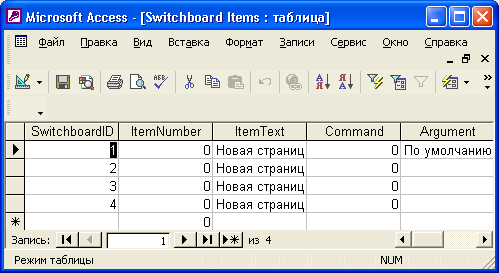 Microsoft Access - [Switchboard Items : таблица]
Файл Правка Вид Вставка Формат Записи Сервис Окно Справка
SwitchboardID ItemNumber ItemText Command Argument
1 0 Новая страниц 0 По умолчанию
2 0 Новая страниц 0
3 0 Новая страниц 0
4 0 Новая страниц 0
0
Запись: 1 из 4
Режим таблицы NUM